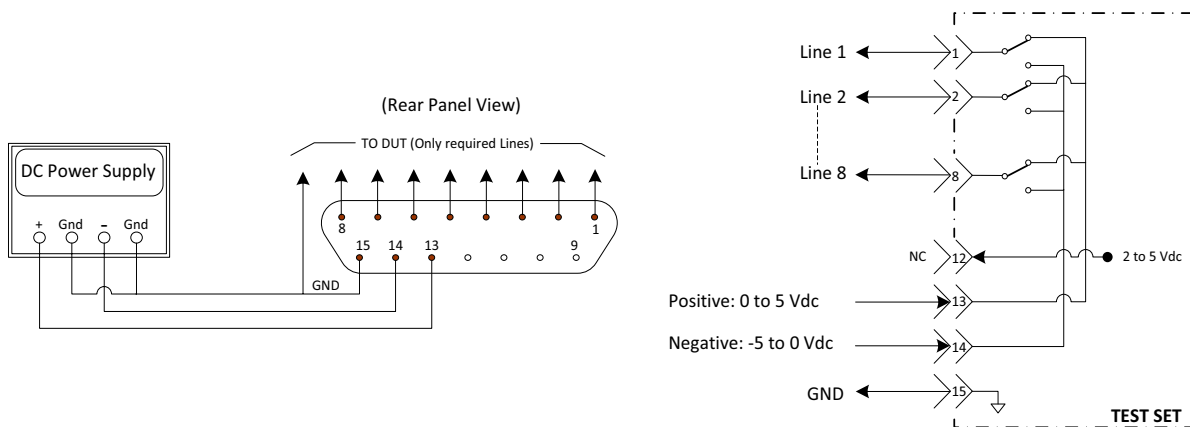 (Rear Panel View)
TO DUT (Only required Lines)
DC Power Supply
+ Gnd - Gnd
8 1
15 14 13 9
GND
Line 1 1
Line 2 2
Line 8 8
NC 12 2 to 5 Vdc
Positive: 0 to 5 Vdc 13
Negative: -5 to 0 Vdc 14
GND 15
TEST SET